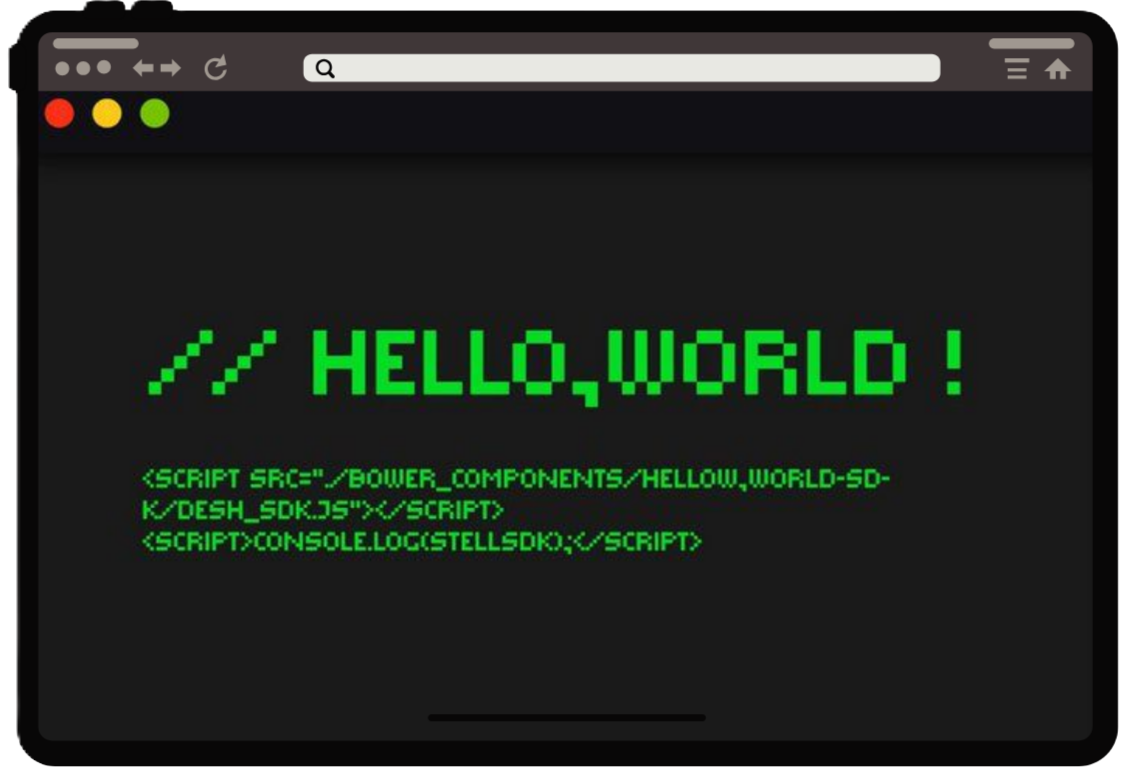 // HELLO,WORLD !
<SCRIPT SRC="./BOWER_COMPONENTS/HELLOW,WORLD-SD-
K/DESH_SDK.JS"></SCRIPT>
<SCRIPT>CONSOLE.LOG(STELLSDK);</SCRIPT>